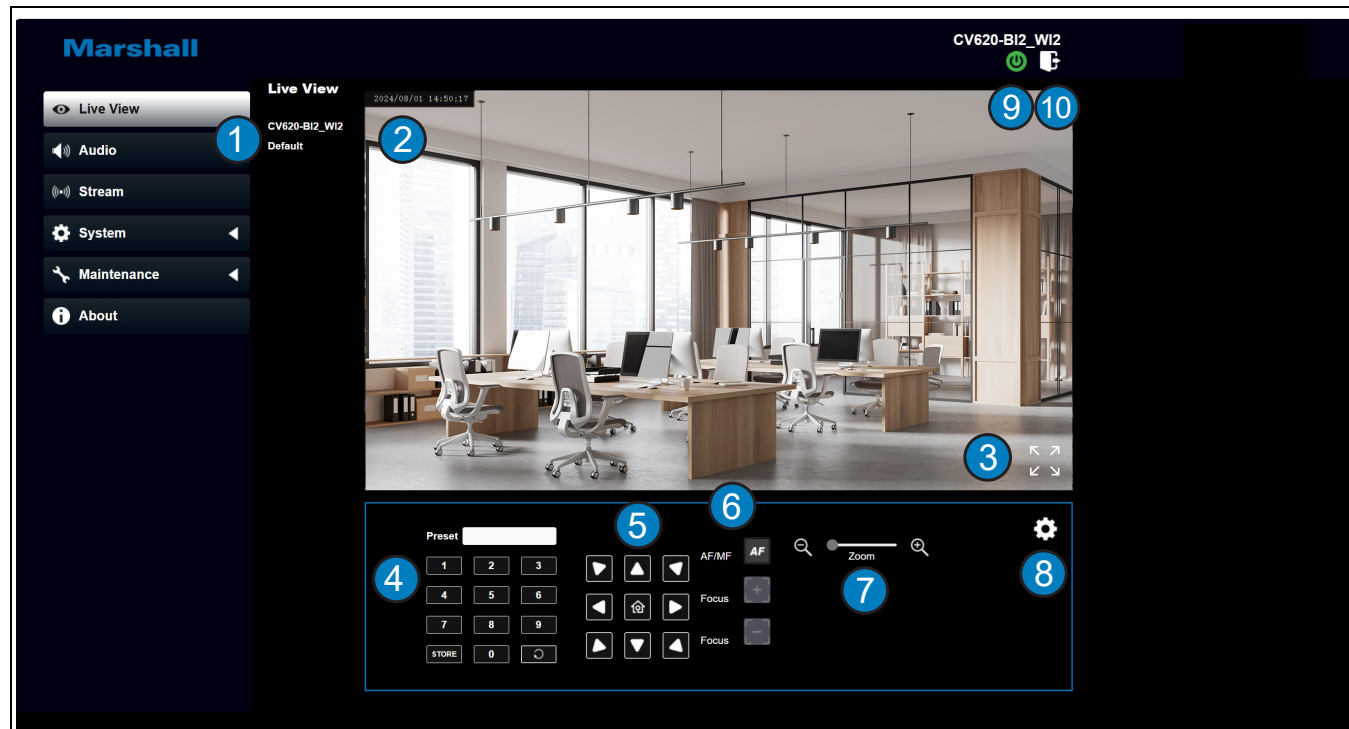 Marshall
CV620-BI2_WI2
Live View
Audio
Stream
System
Maintenance
About
Live View
CV620-BI2_WI2
Default
2024/08/01 14:50:17
1
2
3
4
5
6
7
8
9
10
Preset
1 2 3
4 5 6
7 8 9
STORE 0
AF/MF AF
Focus +
Focus -
Zoom